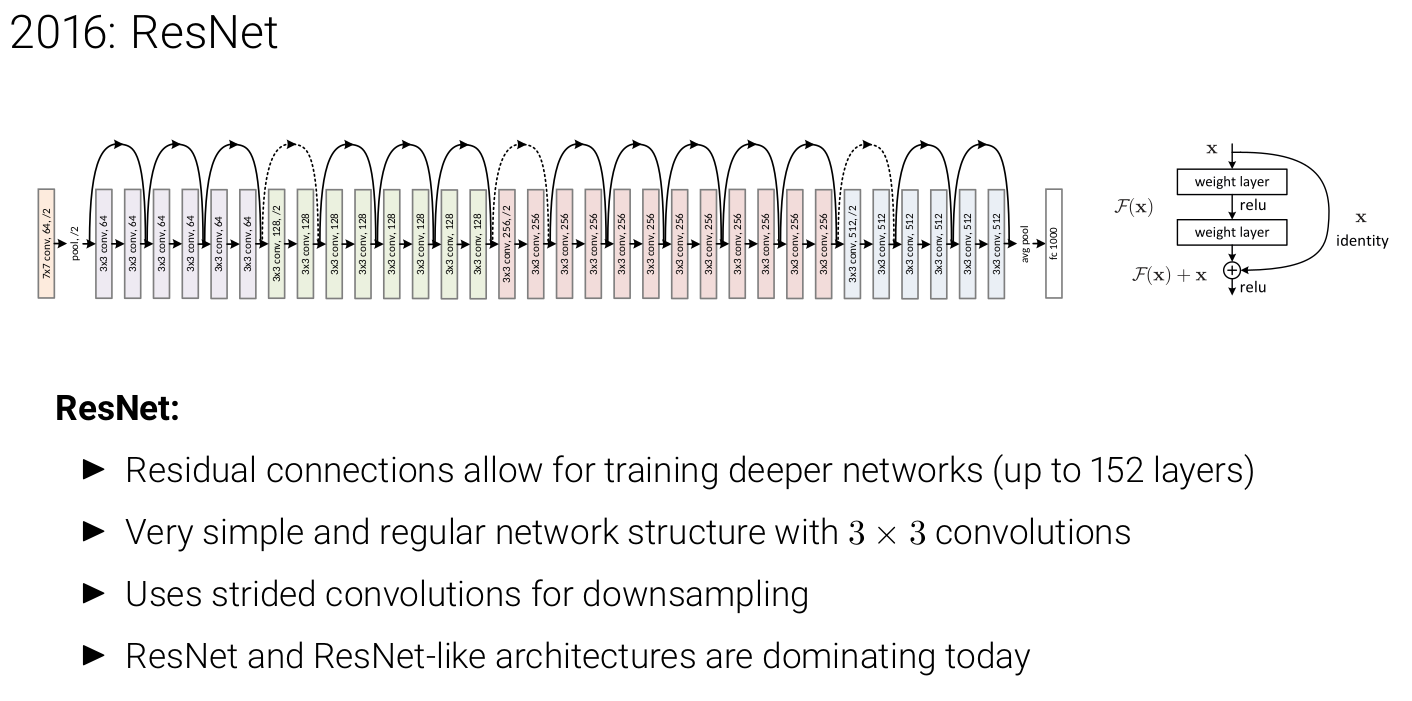 2016: ResNet
7x7 conv, 64, /2
pool, /2
3x3 conv, 64
3x3 conv, 64
3x3 conv, 64
3x3 conv, 64
3x3 conv, 64
3x3 conv, 64
3x3 conv, 128, /2
3x3 conv, 128
3x3 conv, 128
3x3 conv, 128
3x3 conv, 128
3x3 conv, 128
3x3 conv, 128
3x3 conv, 128
3x3 conv, 256, /2
3x3 conv, 256
3x3 conv, 256
3x3 conv, 256
3x3 conv, 256
3x3 conv, 256
3x3 conv, 256
3x3 conv, 256
3x3 conv, 256
3x3 conv, 256
3x3 conv, 256
3x3 conv, 256
3x3 conv, 512, /2
3x3 conv, 512
3x3 conv, 512
3x3 conv, 512
3x3 conv, 512
3x3 conv, 512
avg pool
fc 1000
x
weight layer
F(x)
relu
x
weight layer
identity
F(x) + x
+
relu
ResNet:
► Residual connections allow for training deeper networks (up to 152 layers)
► Very simple and regular network structure with 3 × 3 convolutions
► Uses strided convolutions for downsampling
► ResNet and ResNet-like architectures are dominating today